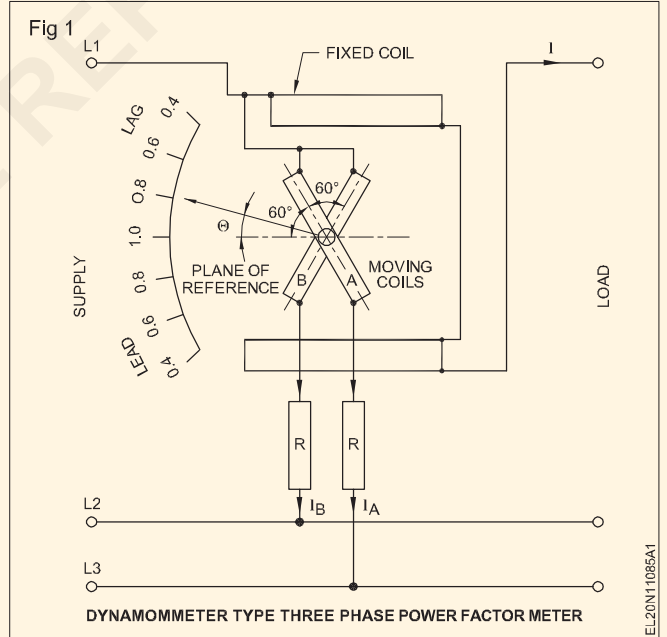 Fig 1
L1
FIXED COIL
I
LAG
0.4
0.6
0.8
1.0
0.8
0.6
0.4
LEAD
SUPPLY
60°
60°
Θ
PLANE OF
REFERENCE
B
A
MOVING
COILS
LOAD
R
R
IB
IA
L2
L3
DYNAMOMMETER TYPE THREE PHASE POWER FACTOR METER
EL20N11085A1